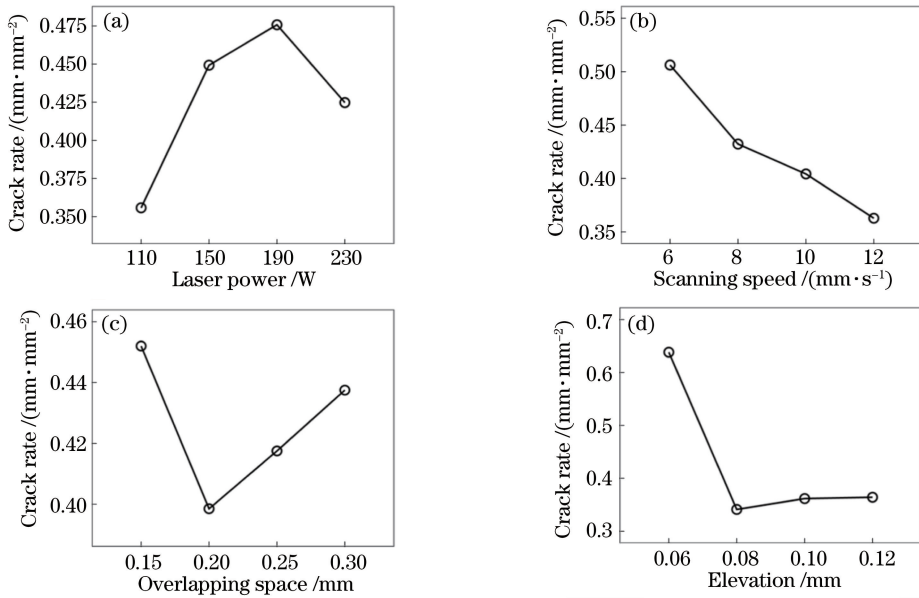 (a)
Crack rate /(mm·mm⁻²)
0.475
0.450
0.425
0.400
0.375
0.350
110 150 190 230
Laser power /W
(b)
Crack rate /(mm·mm⁻²)
0.55
0.50
0.45
0.40
0.35
6 8 10 12
Scanning speed /(mm·s⁻¹)
(c)
Crack rate /(mm·mm⁻²)
0.46
0.44
0.42
0.40
0.15 0.20 0.25 0.30
Overlapping space /mm
(d)
Crack rate /(mm·mm⁻²)
0.7
0.6
0.5
0.4
0.3
0.06 0.08 0.10 0.12
Elevation /mm